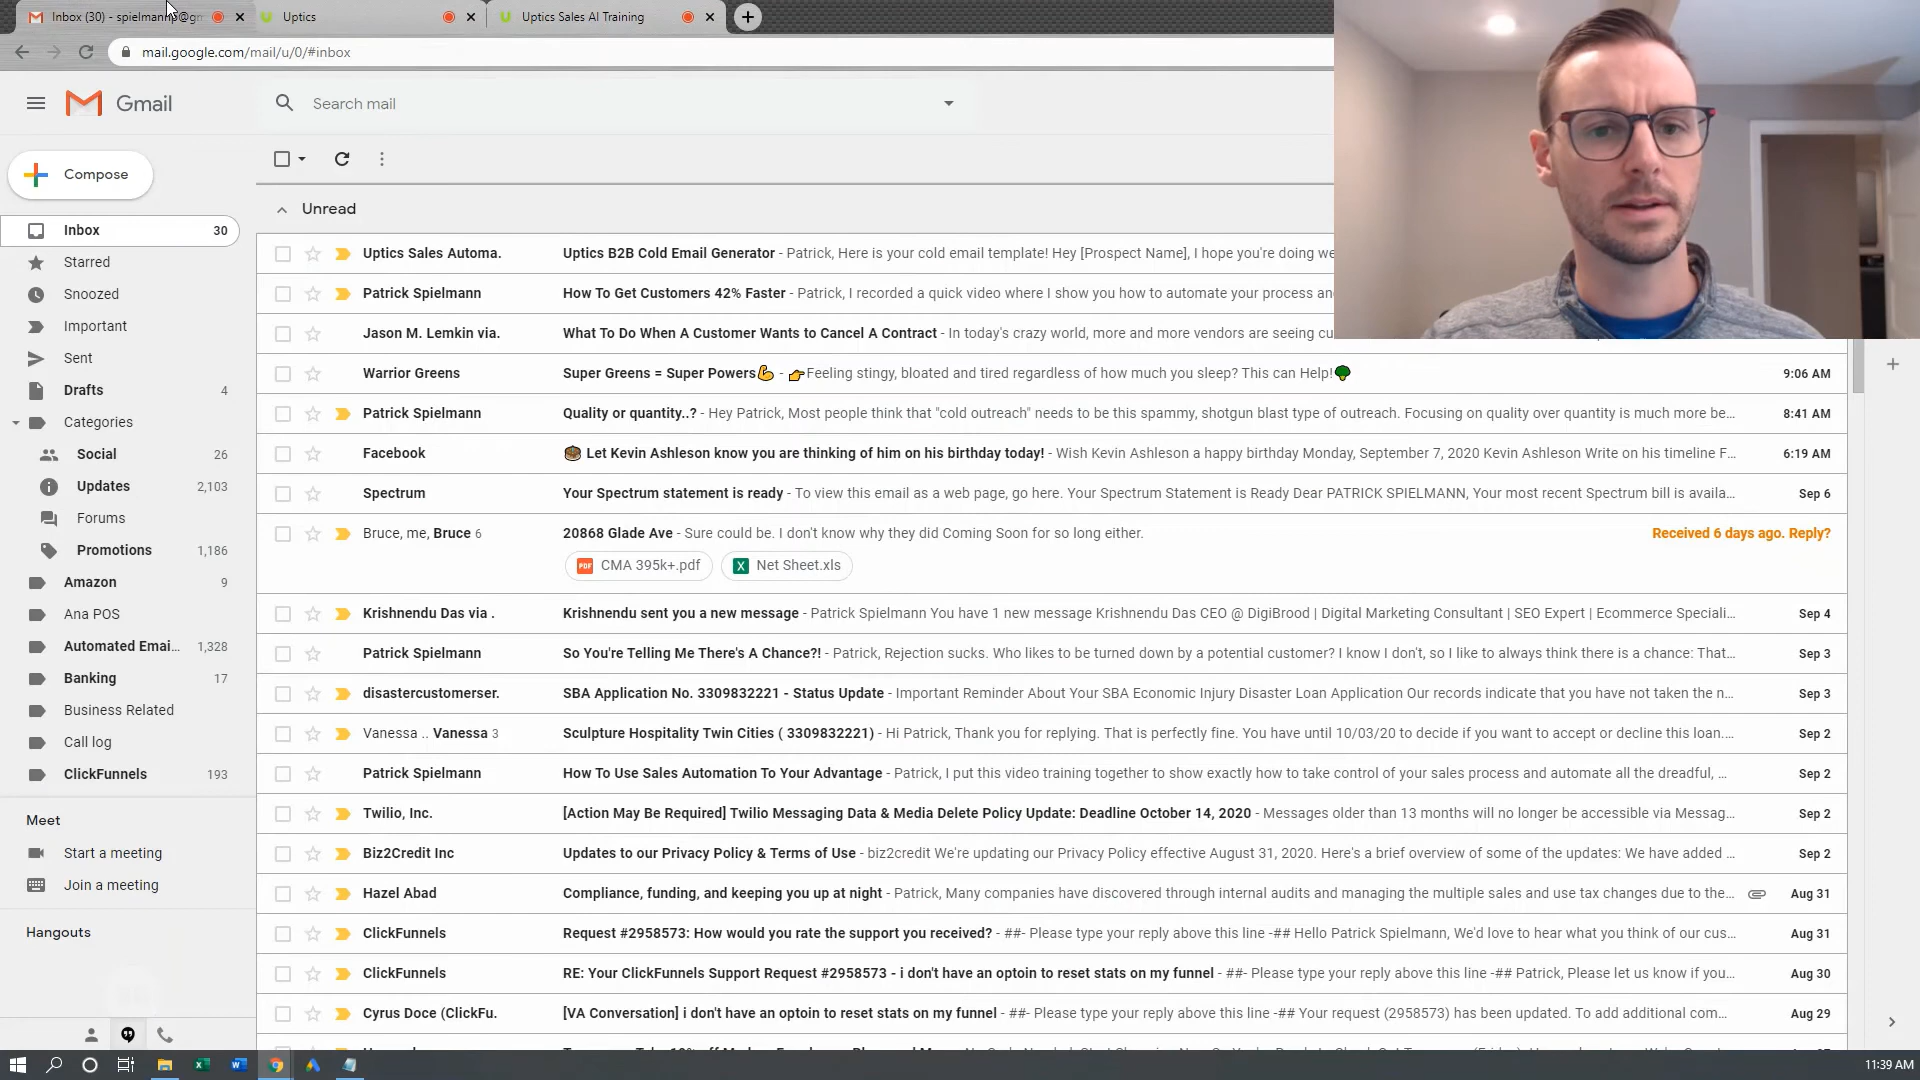 Inbox (30) - spielmannp@gn
Uptics
Uptics Sales AI Training
mail.google.com/mail/u/0/#inbox
Gmail
Search mail
Compose
Unread
Inbox 30
Starred
Snoozed
Important
Sent
Drafts 4
Categories
Social 26
Updates 2,103
Forums
Promotions 1,186
Amazon 9
Ana POS
Automated Emai... 1,328
Banking 17
Business Related
Call log
ClickFunnels 193
Meet
Start a meeting
Join a meeting
Hangouts
Uptics Sales Automa. Uptics B2B Cold Email Generator - Patrick, Here is your cold email template! Hey [Prospect Name], I hope you're doing we
Patrick Spielmann How To Get Customers 42% Faster - Patrick, I recorded a quick video where I show you how to automate your process an
Jason M. Lemkin via. What To Do When A Customer Wants to Cancel A Contract - In today's crazy world, more and more vendors are seeing cu
Warrior Greens Super Greens = Super Powers💪 - 👉Feeling stingy, bloated and tired regardless of how much you sleep? This can Help!🥦 9:06 AM
Patrick Spielmann Quality or quantity..? - Hey Patrick, Most people think that "cold outreach" needs to be this spammy, shotgun blast type of outreach. Focusing on quality over quantity is much more be... 8:41 AM
Facebook 🎂 Let Kevin Ashleson know you are thinking of him on his birthday today! - Wish Kevin Ashleson a happy birthday Monday, September 7, 2020 Kevin Ashleson Write on his timeline F... 6:19 AM
Spectrum Your Spectrum statement is ready - To view this email as a web page, go here. Your Spectrum Statement is Ready Dear PATRICK SPIELMANN, Your most recent Spectrum bill is availa... Sep 6
Bruce, me, Bruce 6 20868 Glade Ave - Sure could be. I don't know why they did Coming Soon for so long either. Received 6 days ago. Reply?
PDF CMA 395k+.pdf X Net Sheet.xls
Krishnendu Das via . Krishnendu sent you a new message - Patrick Spielmann You have 1 new message Krishnendu Das CEO @ DigiBrood | Digital Marketing Consultant | SEO Expert | Ecommerce Speciali... Sep 4
Patrick Spielmann So You're Telling Me There's A Chance?! - Patrick, Rejection sucks. Who likes to be turned down by a potential customer? I know I don't, so I like to always think there is a chance: That... Sep 3
disastercustomerser. SBA Application No. 3309832221 - Status Update - Important Reminder About Your SBA Economic Injury Disaster Loan Application Our records indicate that you have not taken the n... Sep 3
Vanessa .. Vanessa 3 Sculpture Hospitality Twin Cities ( 3309832221) - Hi Patrick, Thank you for replying. That is perfectly fine. You have until 10/03/20 to decide if you want to accept or decline this loan.... Sep 2
Patrick Spielmann How To Use Sales Automation To Your Advantage - Patrick, I put this video training together to show exactly how to take control of your sales process and automate all the dreadful, ... Sep 2
Twilio, Inc. [Action May Be Required] Twilio Messaging Data & Media Delete Policy Update: Deadline October 14, 2020 - Messages older than 13 months will no longer be accessible via Messag... Sep 2
Biz2Credit Inc Updates to our Privacy Policy & Terms of Use - biz2credit We're updating our Privacy Policy effective August 31, 2020. Here's a brief overview of some of the updates: We have added ... Sep 2
Hazel Abad Compliance, funding, and keeping you up at night - Patrick, Many companies have discovered through internal audits and managing the multiple sales and use tax changes due to the... Aug 31
ClickFunnels Request #2958573: How would you rate the support you received? - ##- Please type your reply above this line -## Hello Patrick Spielmann, We'd love to hear what you think of our cus... Aug 31
ClickFunnels RE: Your ClickFunnels Support Request #2958573 - i don't have an optoin to reset stats on my funnel - ##- Please type your reply above this line -## Patrick, Please let us know if you... Aug 30
Cyrus Doce (ClickFu. [VA Conversation] i don't have an optoin to reset stats on my funnel - ##- Please type your reply above this line -## Your request (2958573) has been updated. To add additional com... Aug 29
11:39 AM